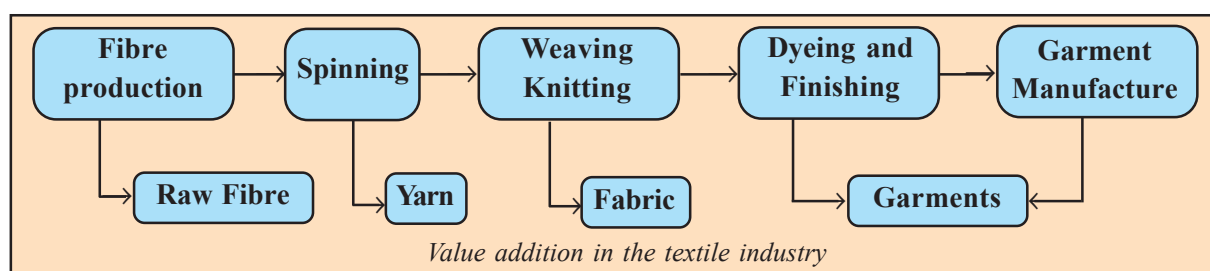 Fibre
production
Spinning
Weaving
Knitting
Dyeing and
Finishing
Garment
Manufacture
Raw Fibre
Yarn
Fabric
Garments
Value addition in the textile industry